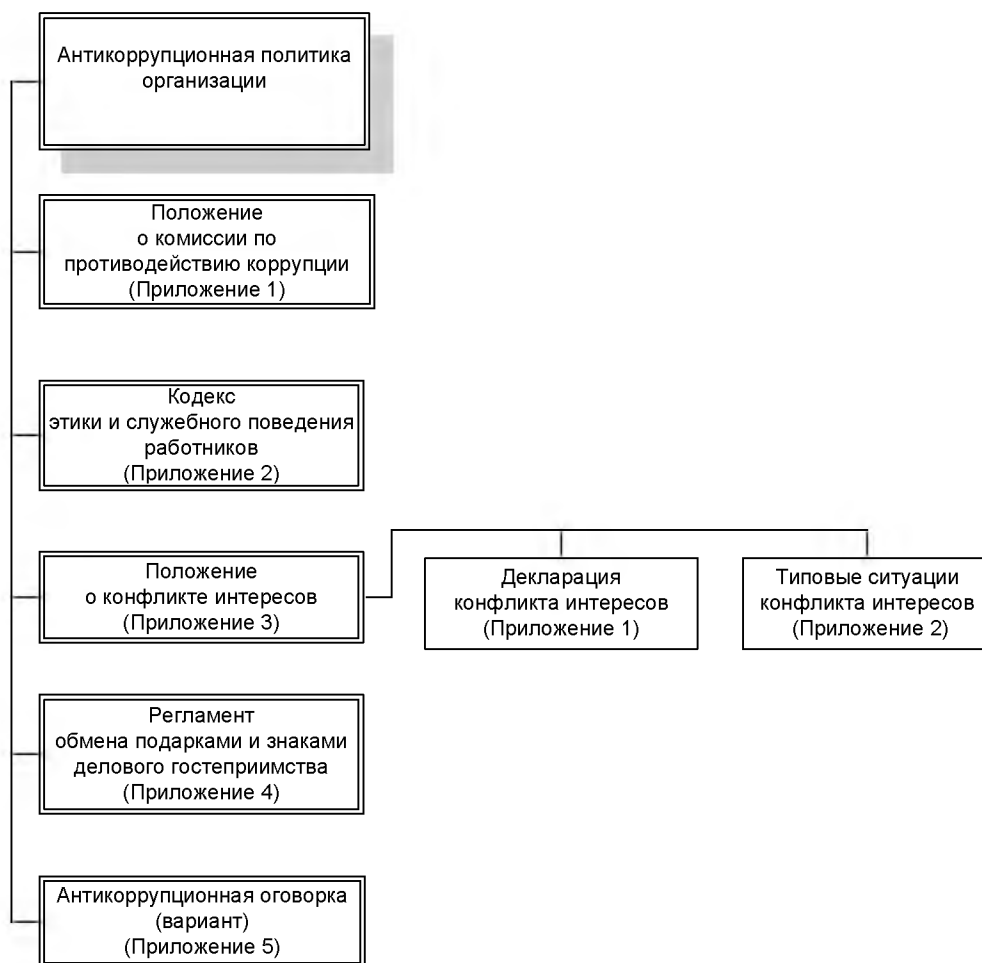 Антикоррупционная политика
организации
Положение
о комиссии по
противодействию коррупции
(Приложение 1)
Кодекс
этики и служебного поведения
работников
(Приложение 2)
Положение
о конфликте интересов
(Приложение 3)
Декларация
конфликта интересов
(Приложение 1)
Типовые ситуации
конфликта интересов
(Приложение 2)
Регламент
обмена подарками и знаками
делового гостеприимства
(Приложение 4)
Антикоррупционная оговорка
(вариант)
(Приложение 5)